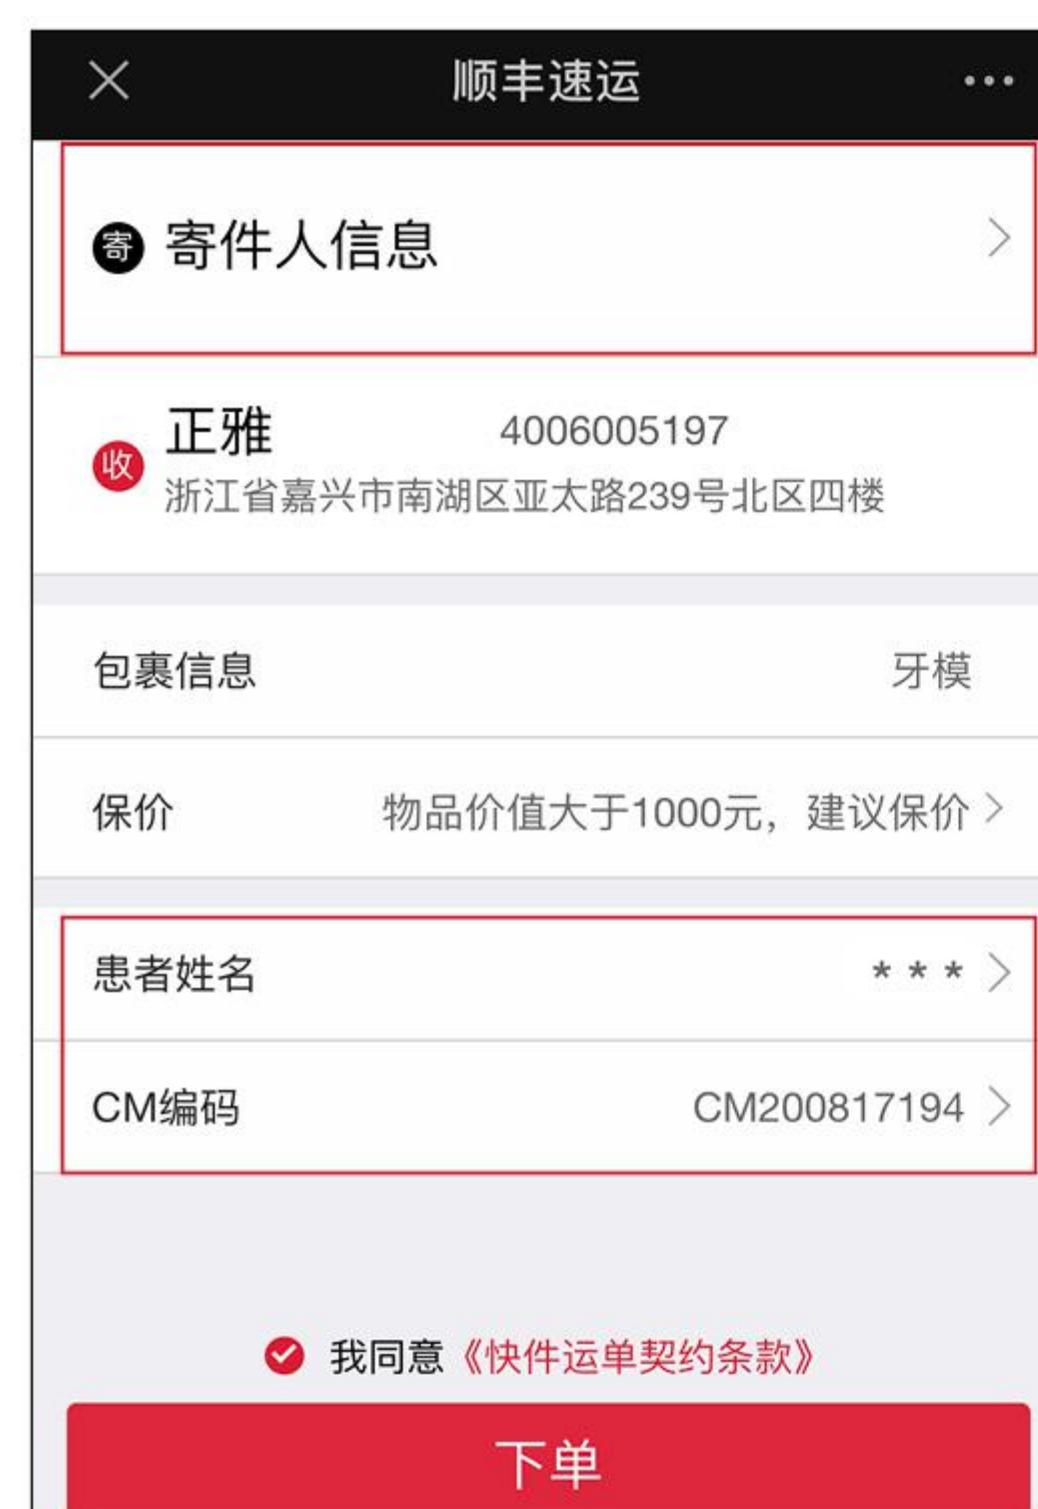 顺丰速运
寄 寄件人信息
正雅 4006005197
收
浙江省嘉兴市南湖区亚太路239号北区四楼
包裹信息 牙模
保价 物品价值大于1000元，建议保价
患者姓名 * * *
CM编码 CM200817194
我同意《快件运单契约条款》
下单